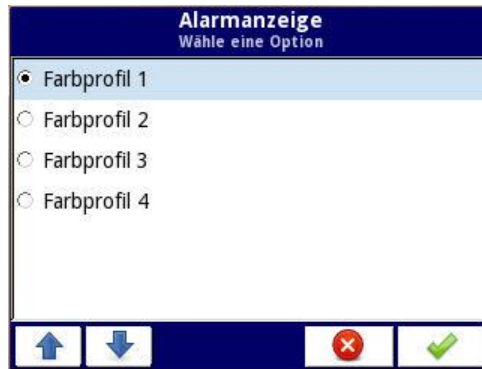 Alarmanzeige
Wähle eine Option
Farbprofil 1
Farbprofil 2
Farbprofil 3
Farbprofil 4